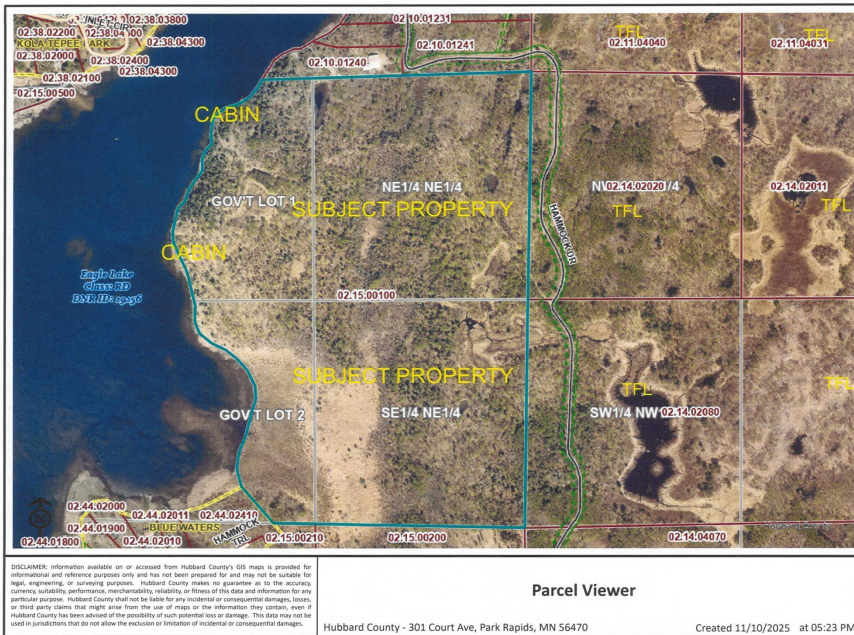 INLET CIR
02.38.03800
02.10.01231
02.38.02200
KOLA TEPEE PARK
02.38.04300
02.10.01241
TFL
02.11.04040
TFL
02.11.04031
02.38.02000
02.38.02400
02.38.04300
02.10.01240
02.38.02100
02.15.00500
CABIN
GOV'T LOT 1
NE1/4 NE1/4
02.14.02020
02.14.02011
SUBJECT PROPERTY
TFL
TFL
HAMMOCK DR
CABIN
Eagle Lake
Class: RD
DNR ID: 29256
02.15.00100
SUBJECT PROPERTY
TFL
TFL
GOV'T LOT 2
SE1/4 NE1/4
SW1/4 NW
02.14.02080
02.44.02000
02.44.02011
02.44.02410
02.44.01900
BLUE WATERS
HAMMOCK TRL
02.44.01800
02.44.02010
02.15.00210
02.15.00200
02.14.04070
DISCLAIMER: Information available on or accessed from Hubbard County's GIS maps is provided for
informational and reference purposes only and has not been prepared for and may not be suitable for
legal, engineering, or surveying purposes. Hubbard County makes no guarantee as to the accuracy,
currency, suitability, performance, merchantability, reliability, or fitness of this data and information for any
particular purpose. Hubbard County shall not be liable for any incidental or consequential damages, losses,
or third party claims that might arise from the use of maps or the information they contain, even if
Hubbard County has been advised of the possibility of such potential loss or damage. This data may not be
used in jurisdictions that do not allow the exclusion or limitation of incidental or consequential damages.
Parcel Viewer
Hubbard County - 301 Court Ave, Park Rapids, MN 56470
Created 11/10/2025 at 05:23 PM